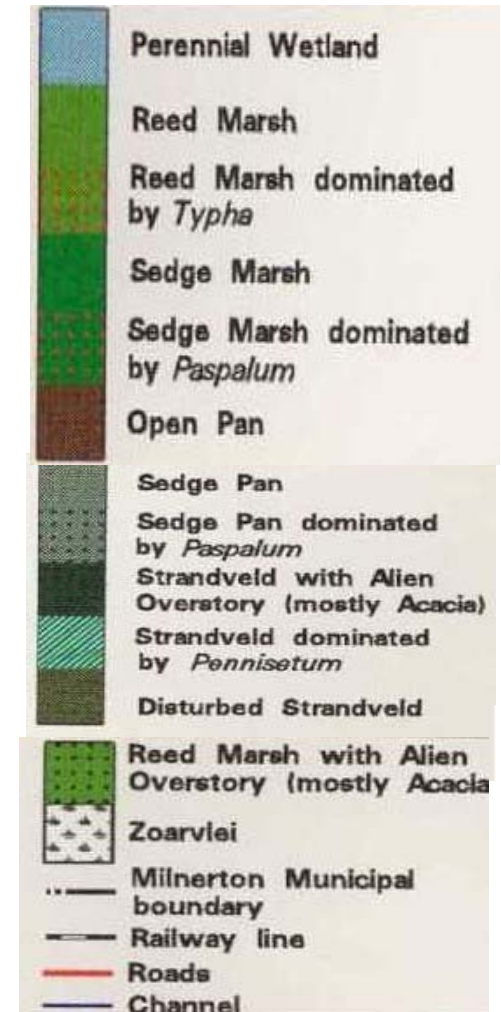 Perennial Wetland
Reed Marsh
Reed Marsh dominated
by Typha
Sedge Marsh
Sedge Marsh dominated
by Paspalum
Open Pan
Sedge Pan
Sedge Pan dominated
by Paspalum
Strandveld with Alien
Overstory (mostly Acacia)
Strandveld dominated
by Pennisetum
Disturbed Strandveld
Reed Marsh with Alien
Overstory (mostly Acacia
Zoarvlei
Milnerton Municipal
boundary
Railway line
Roads
Channel